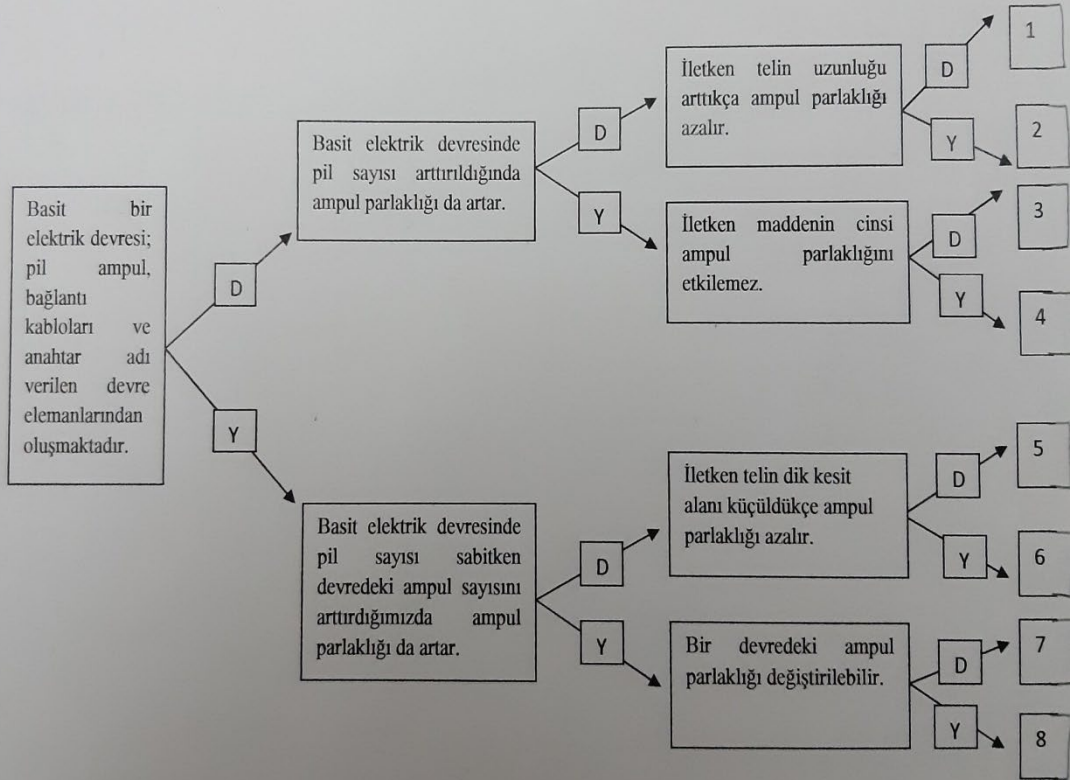 Basit bir
elektrik devresi;
pil ampul,
bağlantı
kabloları ve
anahtar adı
verilen devre
elemanlarından
oluşmaktadır.
D
Y
Basit elektrik devresinde
pil sayısı arttırıldığında
ampul parlaklığı da artar.
D
Y
İletken telin uzunluğu
arttıkça ampul parlaklığı
azalır.
D
Y
1
2
İletken maddenin cinsi
ampul parlaklığını
etkilemez.
D
Y
3
4
Basit elektrik devresinde
pil sayısı sabitken
devredeki ampul sayısını
arttırdığımızda ampul
parlaklığı da artar.
D
Y
İletken telin dik kesit
alanı küçüldükçe ampul
parlaklığı azalır.
D
Y
5
6
Bir devredeki ampul
parlaklığı değiştirilebilir.
D
Y
7
8